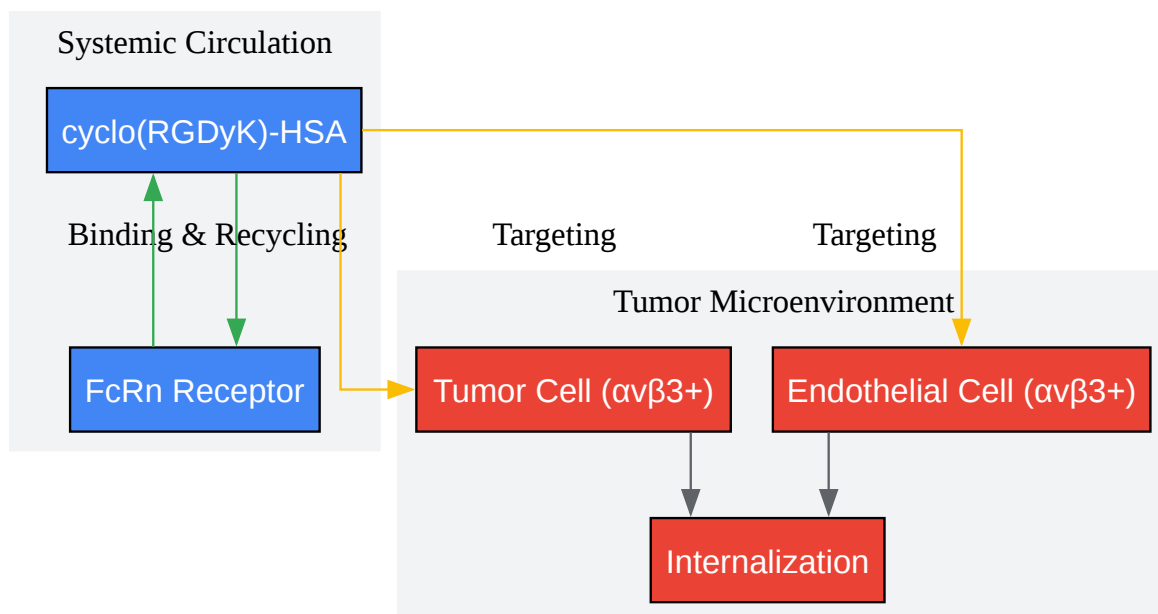 Systemic Circulation
cyclo(RGDyK)-HSA
Binding & Recycling
Targeting
Targeting
Tumor Microenvironment
FcRn Receptor
Tumor Cell (αvβ3+)
Endothelial Cell (αvβ3+)
Internalization